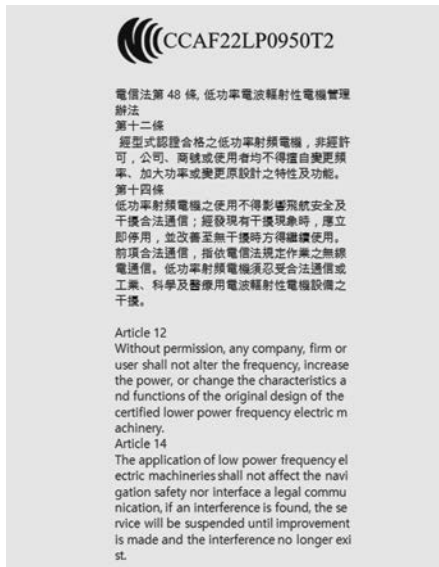 CCAF22LP0950T2
電信法第 48 條, 低功率電波輻射性電機管理
辦法
第十二條
經型式認證合格之低功率射頻電機，非經許
可，公司、商號或使用者均不得擅自變更頻
率、加大功率或變更原設計之特性及功能。
第十四條
低功率射頻電機之使用不得影響飛航安全及
干擾合法通信；經發現有干擾現象時，應立
即停用，並改善至無干擾時方得繼續使用。
前項合法通信，指依電信法規定作業之無線
電通信。低功率射頻電機須忍受合法通信或
工業、科學及醫療用電波輻射性電機設備之
干擾。
Article 12
Without permission, any company, firm or
user shall not alter the frequency, increase
the power, or change the characteristics a
nd functions of the original design of the
certified lower power frequency electric m
achinery.
Article 14
The application of low power frequency el
ectric machineries shall not affect the navi
gation safety nor interface a legal commu
nication, if an interference is found, the se
rvice will be suspended until improvement
is made and the interference no longer exi
st.